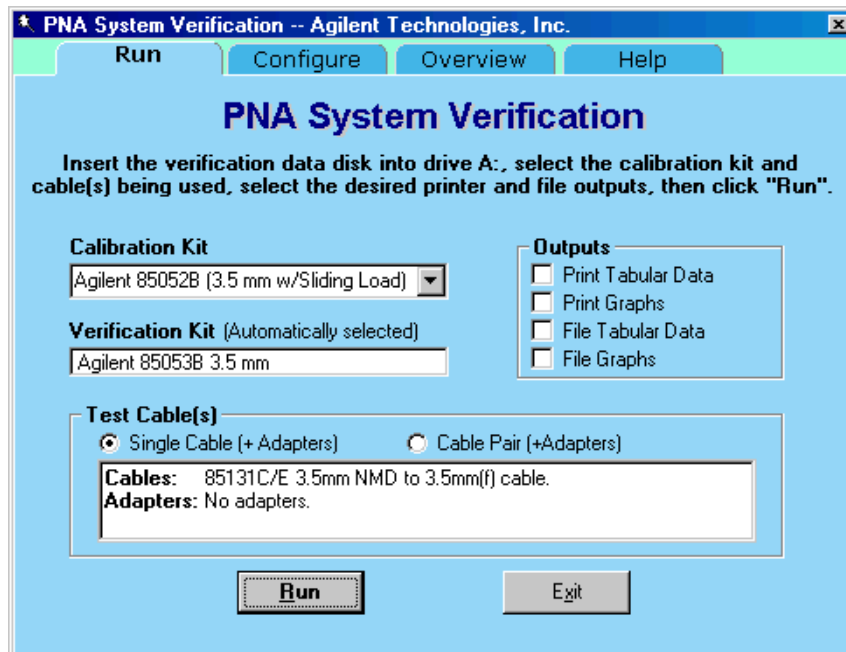 PNA System Verification -- Agilent Technologies, Inc.
Run
Configure
Overview
Help
PNA System Verification
Insert the verification data disk into drive A:, select the calibration kit and
cable(s) being used, select the desired printer and file outputs, then click "Run".
Calibration Kit
Agilent 85052B (3.5 mm w/Sliding Load)
Verification Kit (Automatically selected)
Agilent 85053B 3.5 mm
Outputs
Print Tabular Data
Print Graphs
File Tabular Data
File Graphs
Test Cable(s)
Single Cable (+ Adapters)
Cable Pair (+Adapters)
Cables: 85131C/E 3.5mm NMD to 3.5mm(f) cable.
Adapters: No adapters.
Run
Exit